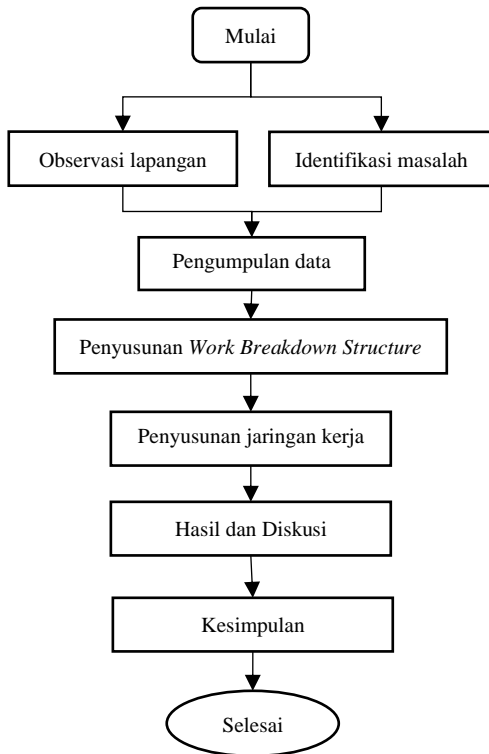 Mulai
Observasi lapangan
Identifikasi masalah
Pengumpulan data
Penyusunan Work Breakdown Structure
Penyusunan jaringan kerja
Hasil dan Diskusi
Kesimpulan
Selesai